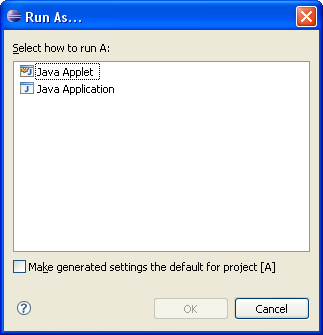 Run As...
Select how to run A:
Java Applet
Java Application
Make generated settings the default for project [A]
?
OK
Cancel